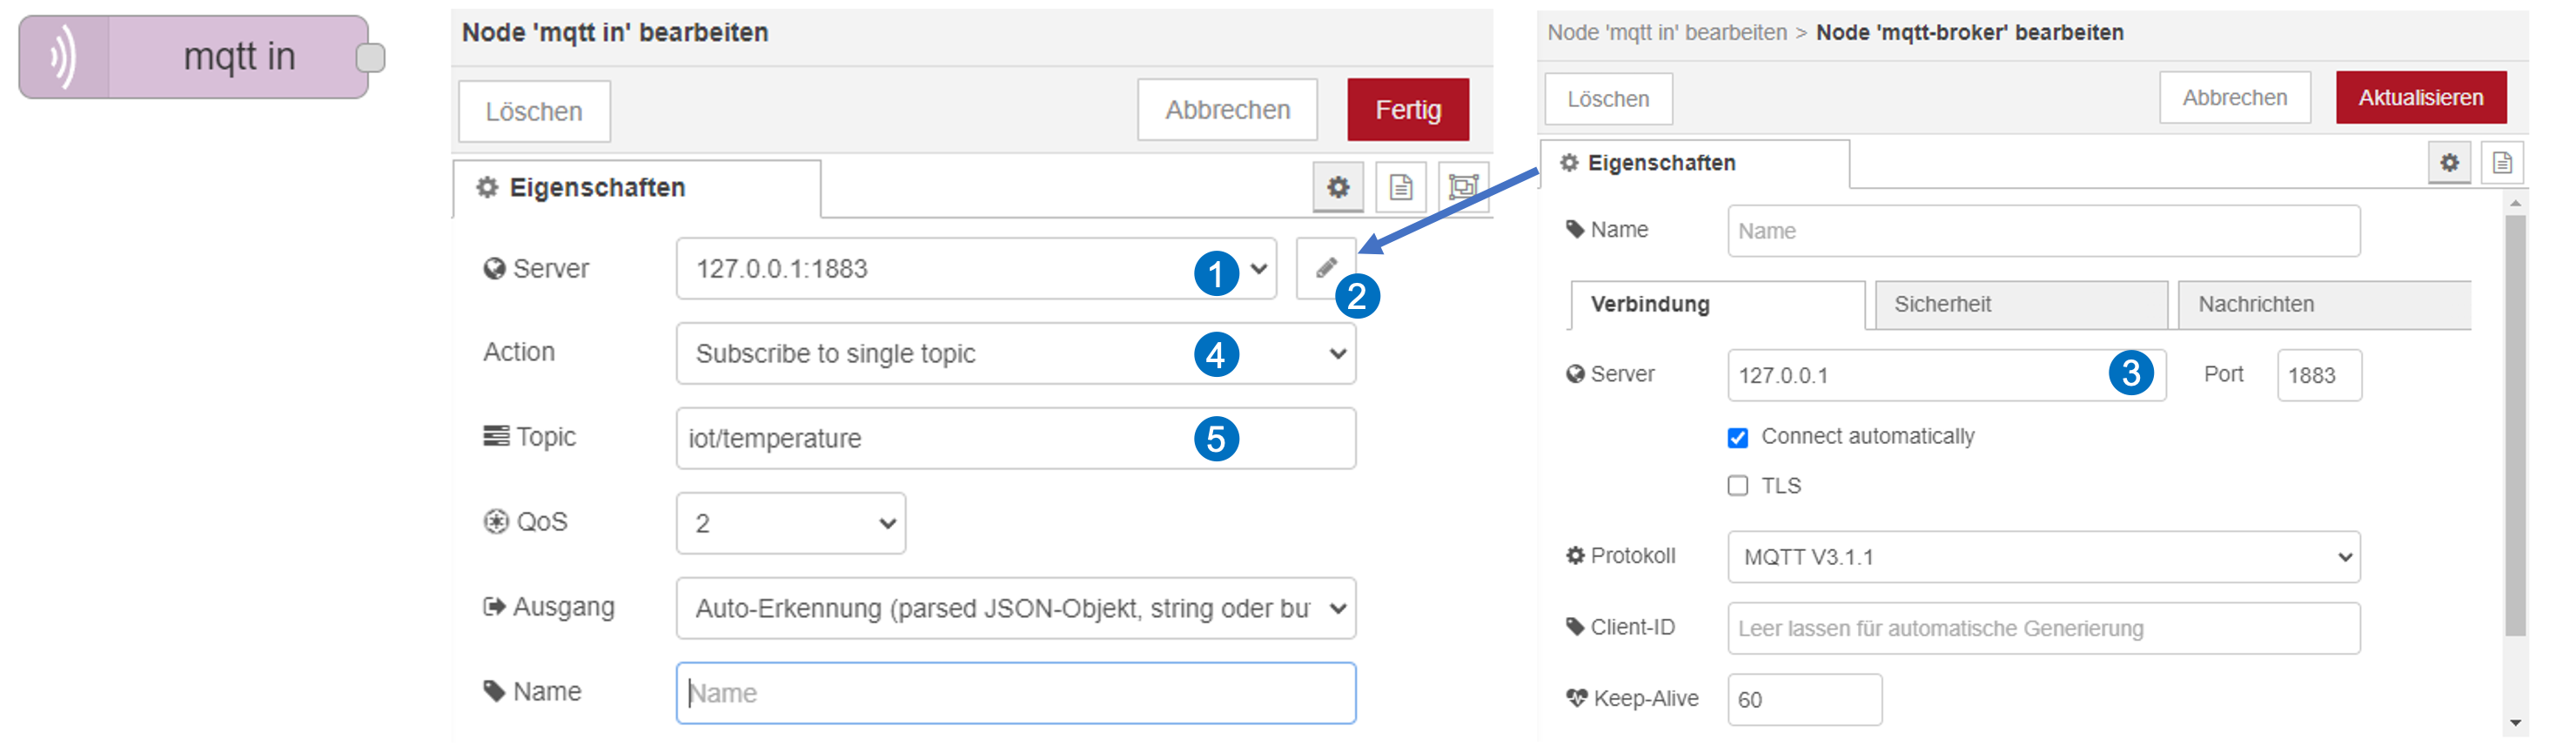 mqtt in
Node 'mqtt in' bearbeiten
Löschen
Abbrechen
Fertig
Eigenschaften
Server
127.0.0.1:1883
1
2
Action
Subscribe to single topic
4
Topic
iot/temperature
5
QoS
2
Ausgang
Auto-Erkennung (parsed JSON-Objekt, string oder bu
Name
Name
Node 'mqtt in' bearbeiten > Node 'mqtt-broker' bearbeiten
Löschen
Abbrechen
Aktualisieren
Eigenschaften
Name
Name
Verbindung
Sicherheit
Nachrichten
Server
127.0.0.1
3
Port
1883
Connect automatically
TLS
Protokoll
MQTT V3.1.1
Client-ID
Leer lassen für automatische Generierung
Keep-Alive
60